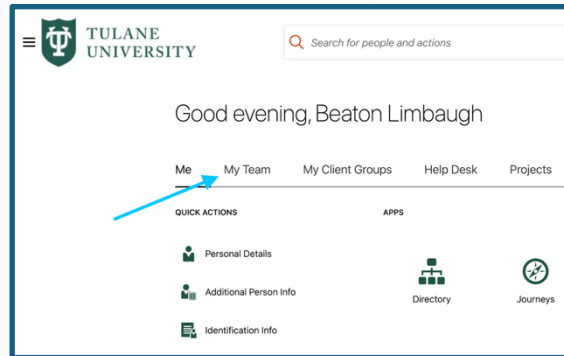 TULANE
UNIVERSITY
Search for people and actions
Good evening, Beaton Limbaugh
Me My Team My Client Groups Help Desk Projects
QUICK ACTIONS APPS
Personal Details
Additional Person Info
Directory Journeys
Identification Info